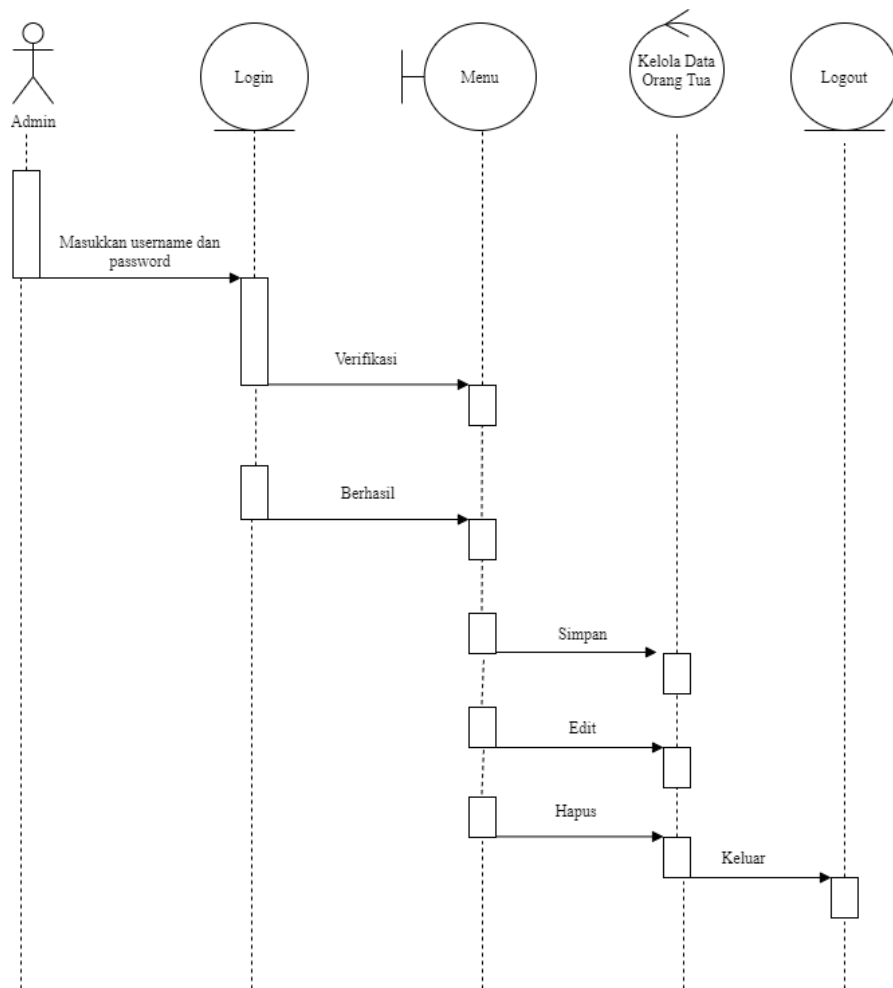 Login
Menu
Kelola Data
Orang Tua
Logout
Admin
Masukkan username dan
password
Verifikasi
Berhasil
Simpan
Edit
Hapus
Keluar